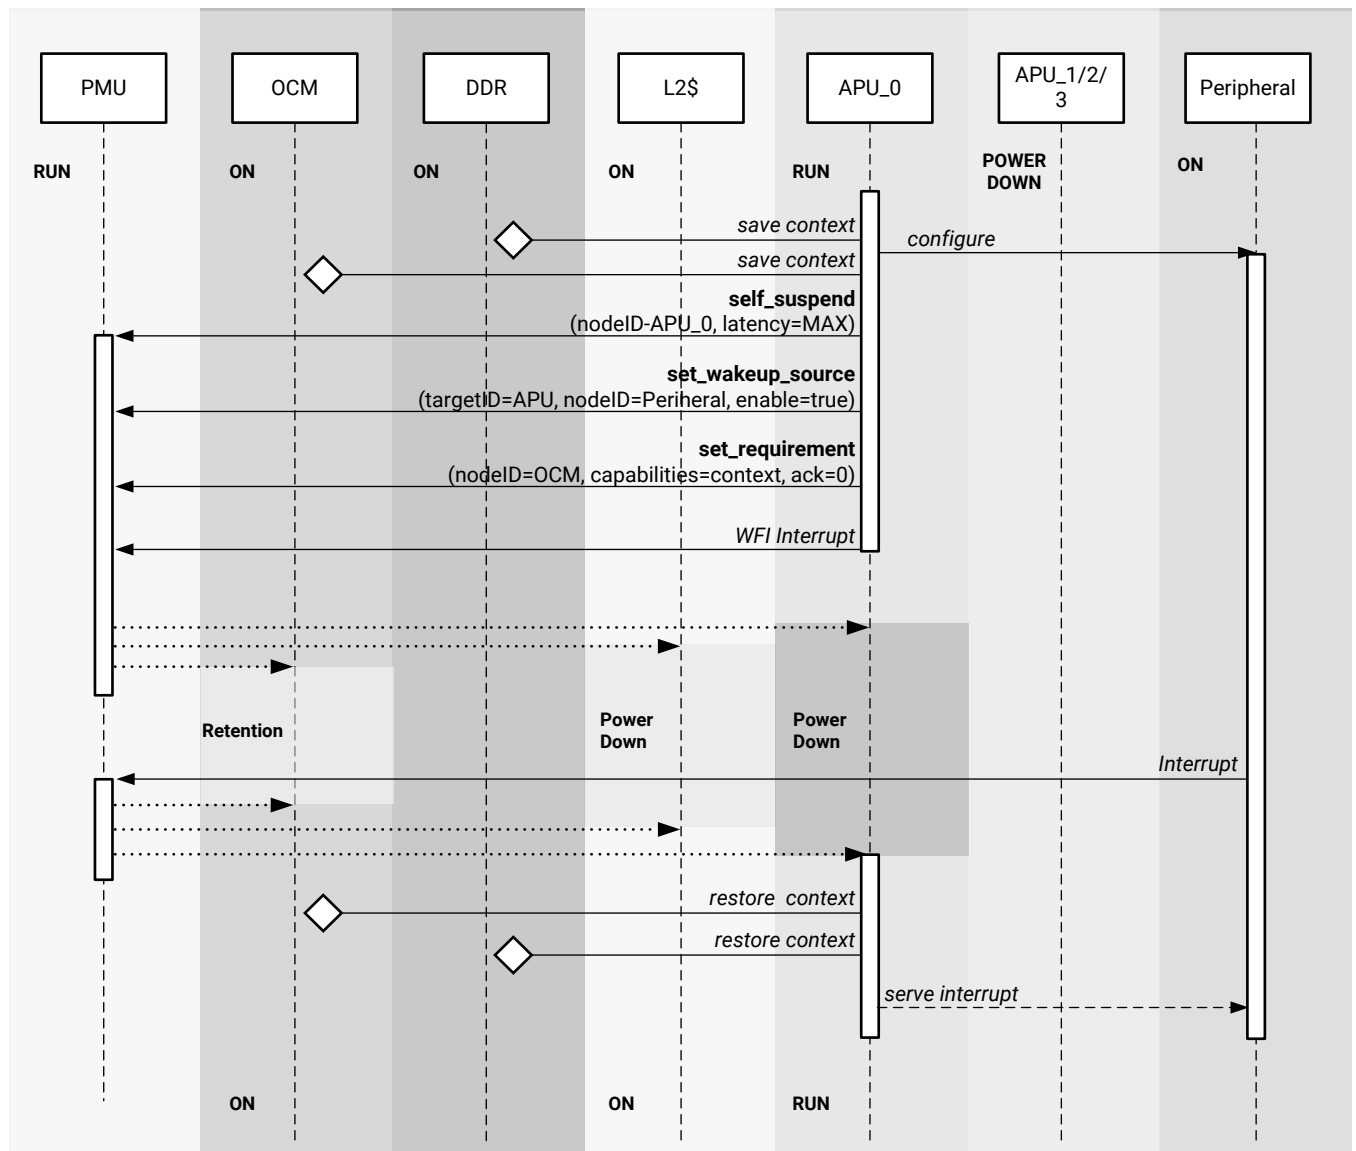 PMU
OCM
DDR
L2$
APU_0
APU_1/2/
3
Peripheral
RUN
ON
ON
ON
RUN
POWER
DOWN
ON
save context
configure
save context
self_suspend
(nodeID-APU_0, latency=MAX)
set_wakeup_source
(targetID=APU, nodeID=Periheral, enable=true)
set_requirement
(nodeID=OCM, capabilities=context, ack=0)
WFI Interrupt
Retention
Power
Down
Power
Down
Interrupt
restore  context
restore context
serve interrupt
ON
ON
RUN